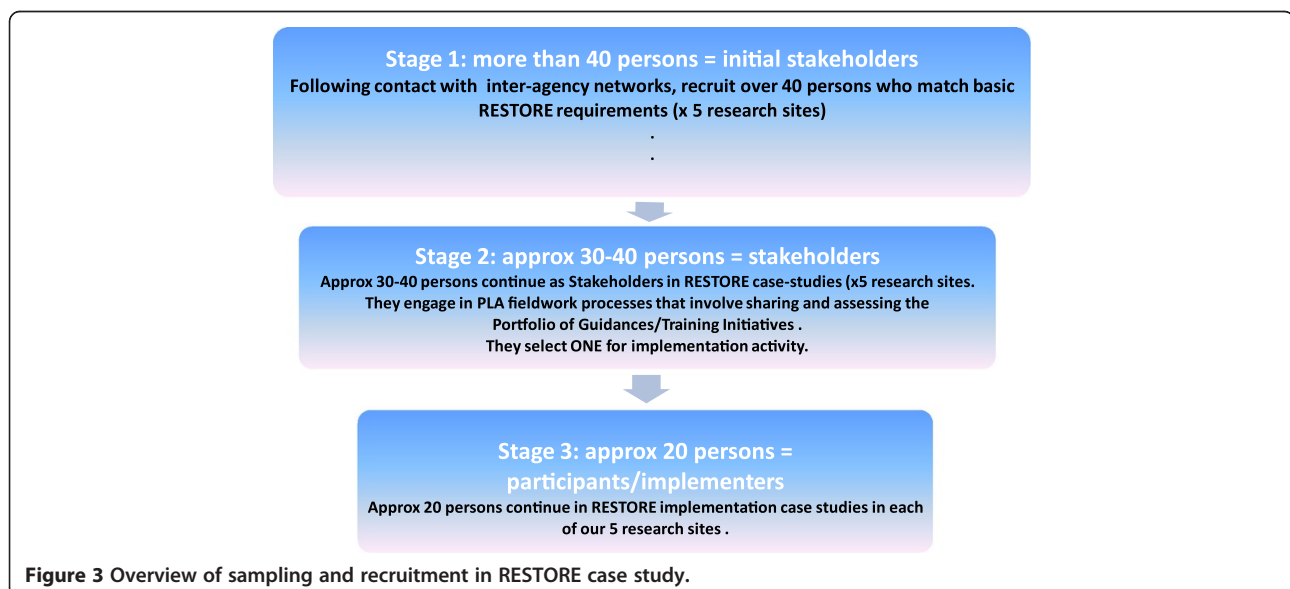 Stage 1: more than 40 persons = initial stakeholders
Following contact with inter-agency networks, recruit over 40 persons who match basic
RESTORE requirements (x 5 research sites)
.
.
Stage 2: approx 30-40 persons = stakeholders
Approx 30-40 persons continue as Stakeholders in RESTORE case-studies (x5 research sites.
They engage in PLA fieldwork processes that involve sharing and assessing the
Portfolio of Guidances/Training Initiatives .
They select ONE for implementation activity.
Stage 3: approx 20 persons =
participants/implementers
Approx 20 persons continue in RESTORE implementation case studies in each
of our 5 research sites .
Figure 3 Overview of sampling and recruitment in RESTORE case study.